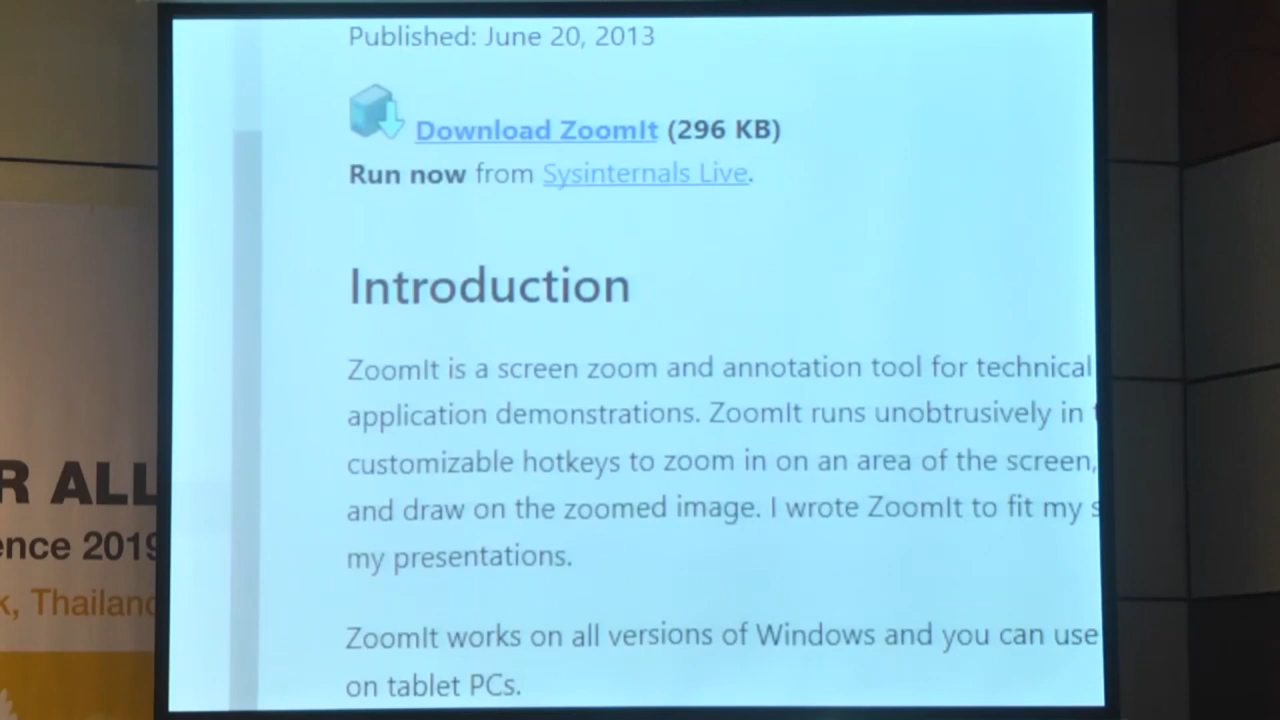 Published: June 20, 2013
Download ZoomIt (296 KB)
Run now from Sysinternals Live.
Introduction
ZoomIt is a screen zoom and annotation tool for technical
application demonstrations. ZoomIt runs unobtrusively in
customizable hotkeys to zoom in on an area of the screen,
and draw on the zoomed image. I wrote ZoomIt to fit my
my presentations.
ZoomIt works on all versions of Windows and you can use
on tablet PCs.
R ALL
ence 2019
k, Thailand